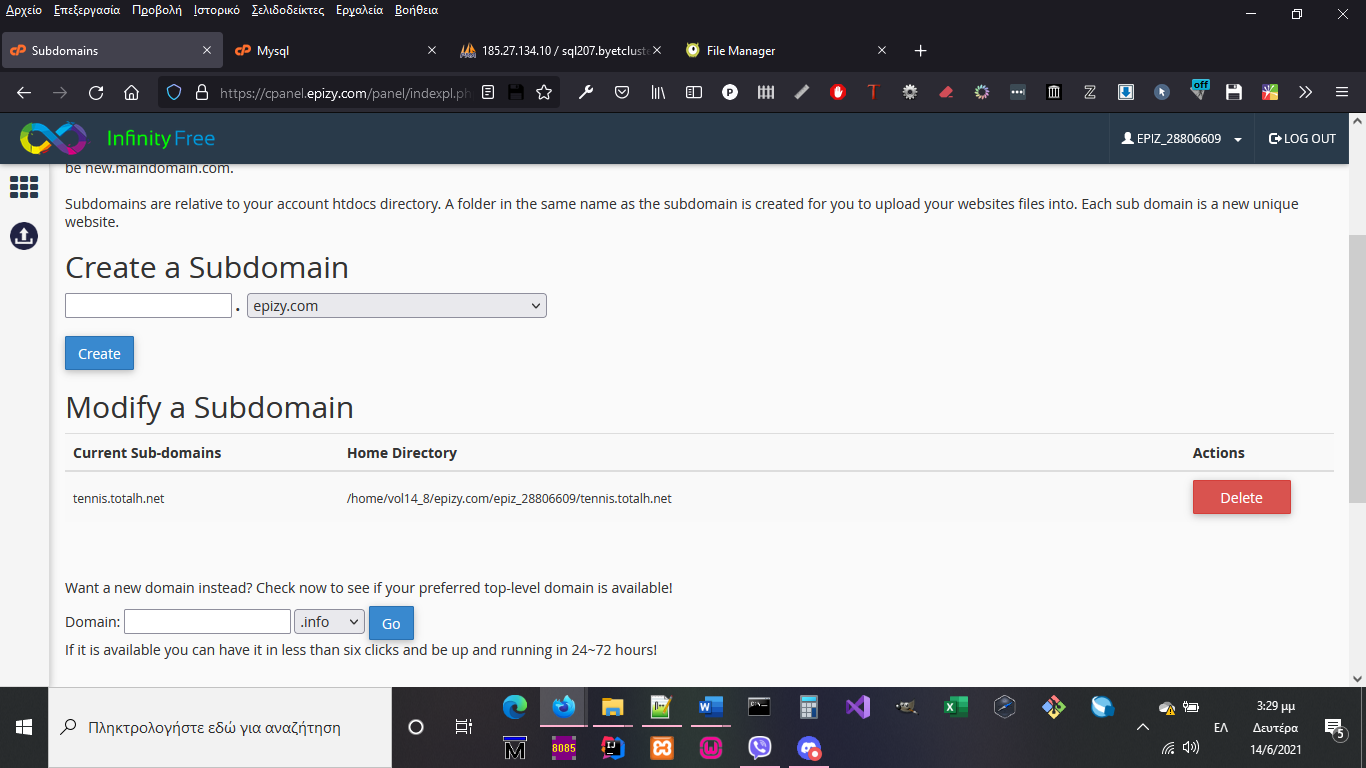 Αρχείο Επεξεργασία Προβολή Ιστορικό Σελιδοδείκτες Εργαλεία Βοήθεια
Subdomains
Mysql
185.27.134.10 / sql207.byetcluste
File Manager
https://cpanel.epizy.com/panel/indexpl.ph
off
InfinityFree
EPIZ_28806609
LOG OUT
be new.maindomain.com.
Subdomains are relative to your account htdocs directory. A folder in the same name as the subdomain is created for you to upload your websites files into. Each sub domain is a new unique
website.
Create a Subdomain
. epizy.com
Create
Modify a Subdomain
Current Sub-domains Home Directory Actions
tennis.totalh.net /home/vol14_8/epizy.com/epiz_28806609/tennis.totalh.net Delete
Want a new domain instead? Check now to see if your preferred top-level domain is available!
Domain: .info Go
If it is available you can have it in less than six clicks and be up and running in 24~72 hours!
Πληκτρολογήστε εδώ για αναζήτηση
8085
ΕΛ
3:29 μμ
Δευτέρα
14/6/2021
5